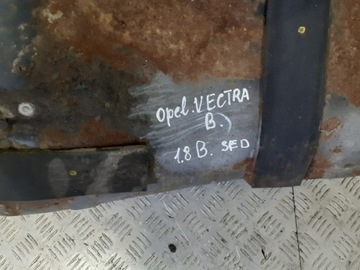 Opel. VECTRA
B.
1.8 B. SED